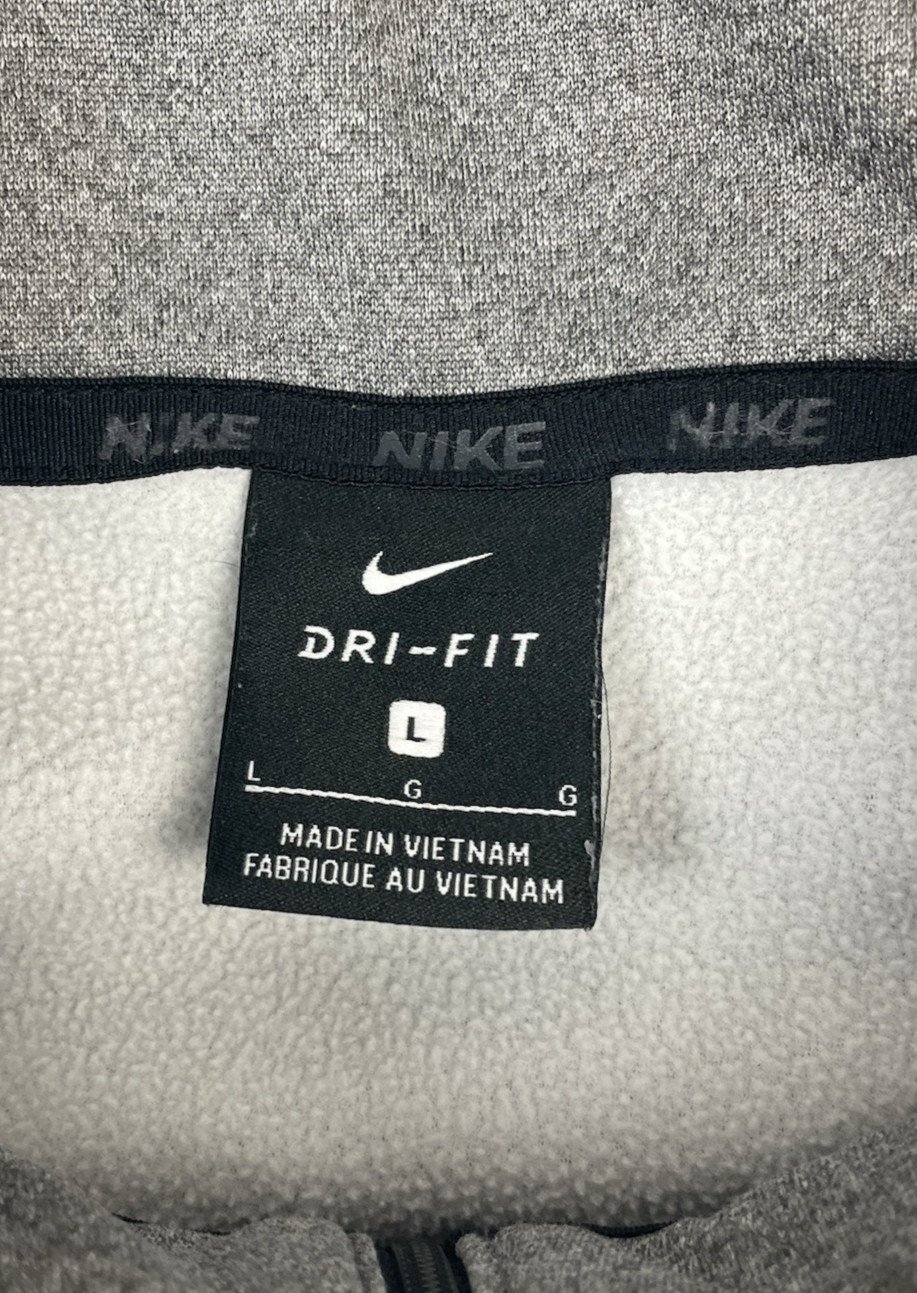 NIKE NIKE NIKE
DRI-FIT
L
L G G
MADE IN VIETNAM
FABRIQUE AU VIETNAM